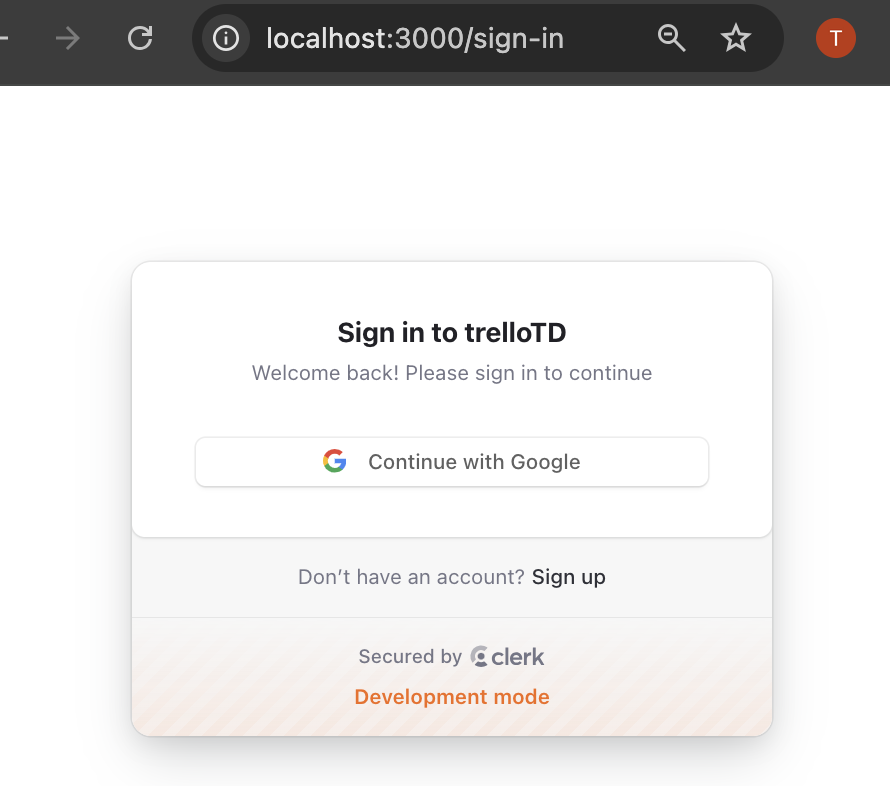 localhost:3000/sign-in
T
Sign in to trelloTD
Welcome back! Please sign in to continue
Continue with Google
Don’t have an account? Sign up
Secured by clerk
Development mode